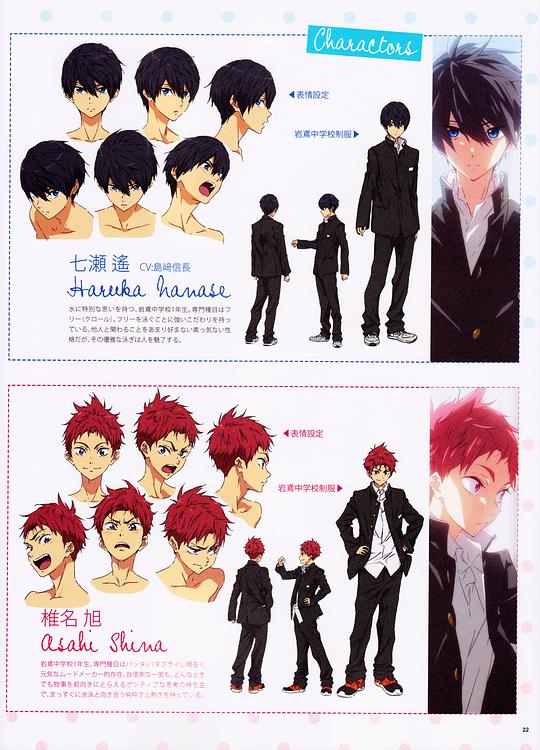 Charactors
◀表情設定
岩鳶中学校制服▶
七瀬 遙 CV:島﨑信長
Haruka Nanase
水に特別な思いを持つ、岩鳶中学校1年生。専門種目はフ
リー(クロール)。フリーを泳ぐことに強いこだわりを持っ
ている。他人と関わることをあまり好まない素っ気ない性
格だが、その優雅な泳ぎは人を魅了する。
◀表情設定
岩鳶中学校制服▶
椎名 旭
Asahi Shina
岩鳶中学校1年生。専門種目はバッタ(バタフライ)。明るく
元気なムードメーカー的存在。自信家な一面も。どんなとき
でも物事を前向きにとらえるポジティブな思考の持ち主
で、まっすぐに水泳と向き合う純粋さと熱さを持っている。
22